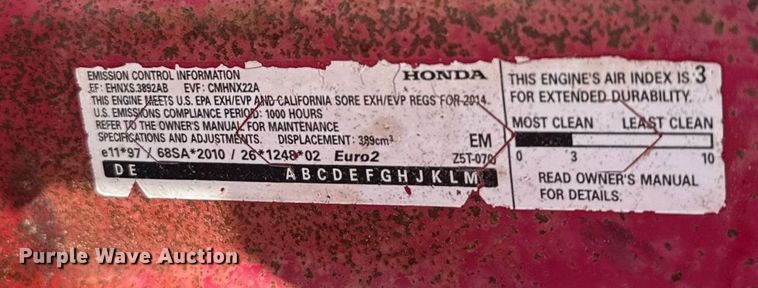 EMISSION CONTROL INFORMATION HONDA
EF: EHNXS.3892AB EVF: CMHNX22A
THIS ENGINE MEETS U.S. EPA EXH/EVP AND CALIFORNIA SORE EXH/EVP REGS FOR 2014.
U.S. EMISSIONS COMPLIANCE PERIOD: 1000 HOURS
REFER TO THE OWNER'S MANUAL FOR MAINTENANCE
SPECIFICATIONS AND ADJUSTMENTS. DISPLACEMENT: 389cm³ EM
e11*97 / 68SA*2010 / 26*1248*02 Euro2 Z5T-070
D E A B C D E F G H J K L M
THIS ENGINE'S AIR INDEX IS 3
FOR EXTENDED DURABILITY.
MOST CLEAN LEAST CLEAN
0 3 10
READ OWNER'S MANUAL
FOR DETAILS.
Purple Wave Auction